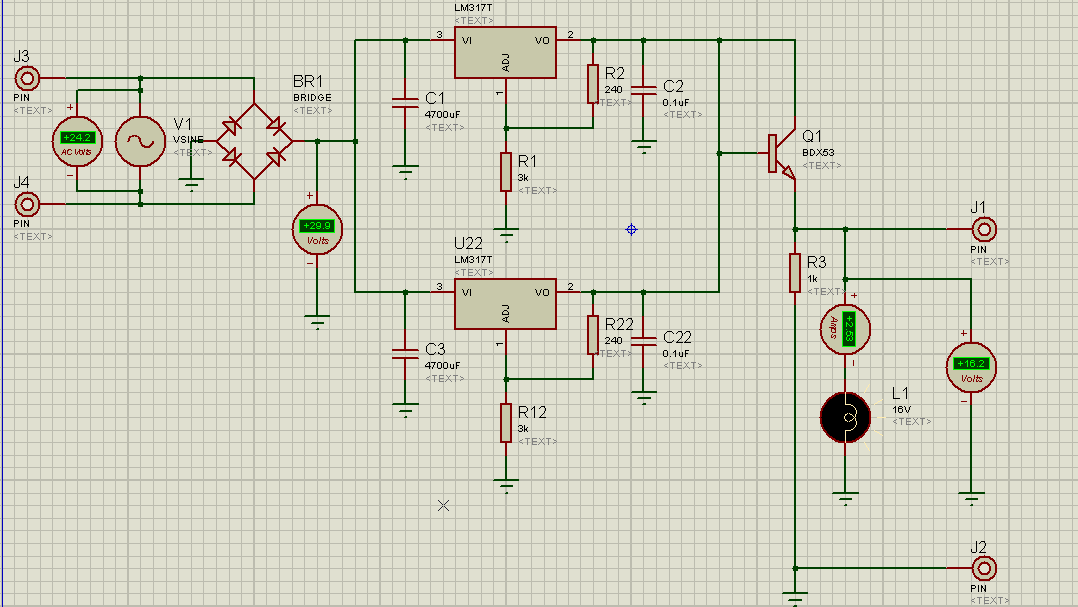 LM317T
<TEXT>
3
VI
VO
2
ADJ
1
J3
PIN
<TEXT>
+
+24.2
AC Volts
−
V1
VSINE
<TEXT>
J4
PIN
<TEXT>
BR1
BRIDGE
<TEXT>
+
+29.9
Volts
−
C1
4700uF
<TEXT>
R2
240
<TEXT>
C2
0.1uF
<TEXT>
R1
3k
<TEXT>
Q1
BDX53
<TEXT>
U22
LM317T
<TEXT>
3
VI
VO
2
ADJ
1
C3
4700uF
<TEXT>
R22
240
<TEXT>
C22
0.1uF
<TEXT>
R12
3k
<TEXT>
J1
PIN
<TEXT>
R3
1k
<TEXT>
+
+2.53
Amps
−
+
+16.2
Volts
−
L1
16V
<TEXT>
J2
PIN
<TEXT>